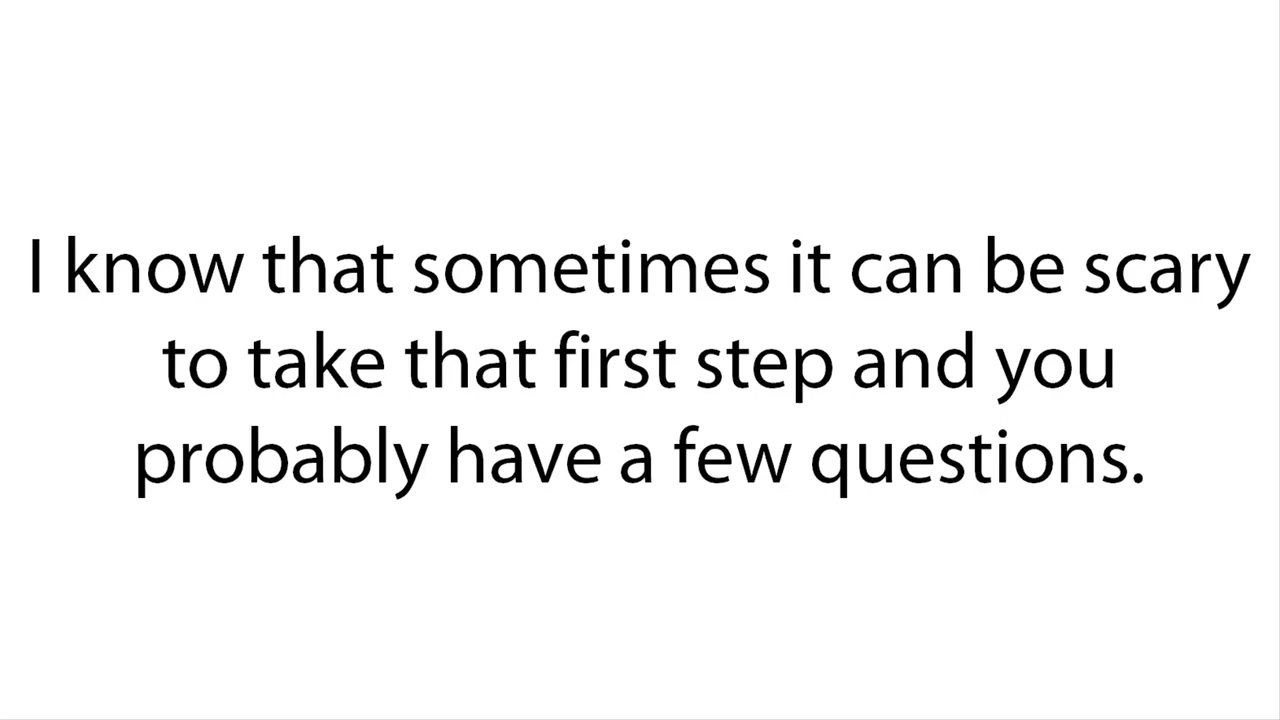 I know that sometimes it can be scary
to take that first step and you
probably have a few questions.